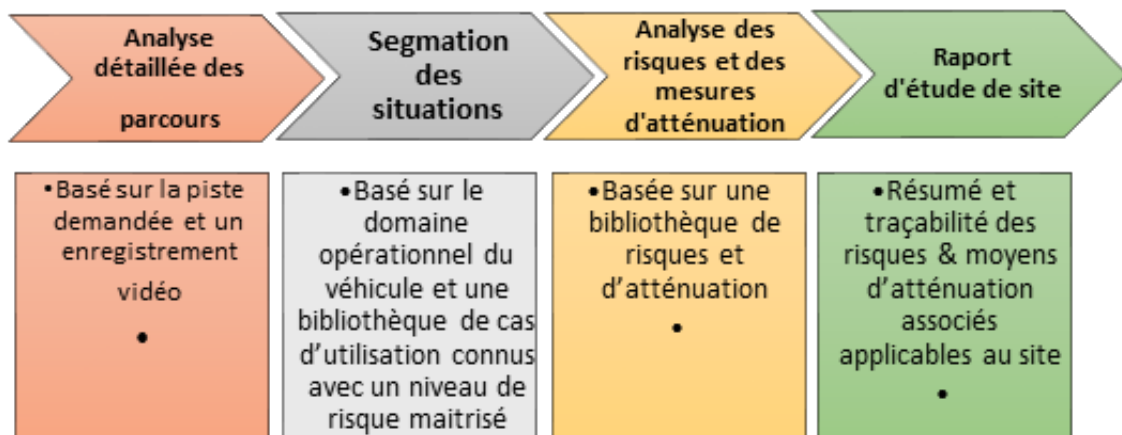 Analyse
détaillée des
parcours
Segmation
des
situations
Analyse des
risques et des
mesures
d'atténuation
Raport
d'étude de site
•Basé sur la piste
demandée et un
enregistrement
vidéo
•
•Basé sur le
domaine
opérationnel du
véhicule et une
bibliothèque de cas
d'utilisation connus
avec un niveau de
risque maitrisé
•Basée sur une
bibliothèque de
risques et
d'atténuation
•
•Résumé et
traçabilité des
risques & moyens
d'atténuation
associés
applicables au site
•